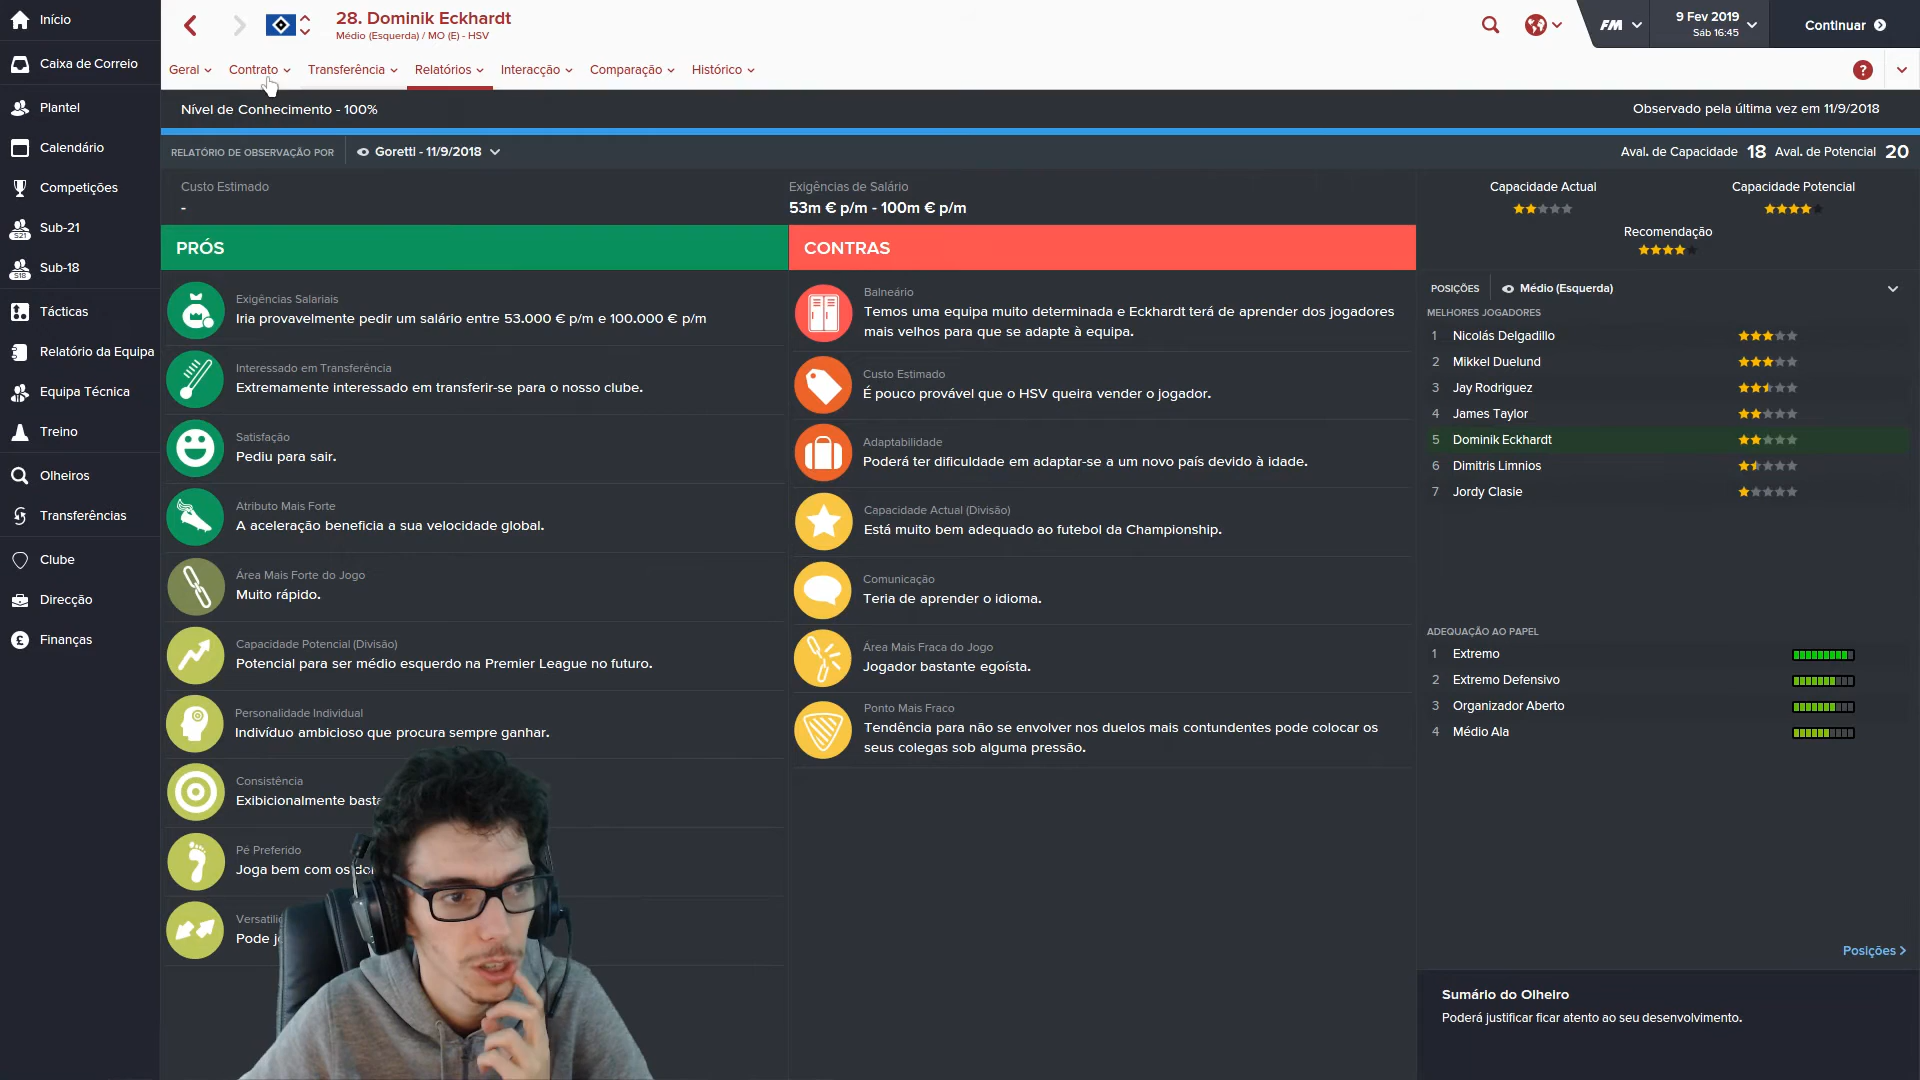 Início
Caixa de Correio
Plantel
Calendário
Competições
S21
Sub-21
S18
Sub-18
Tácticas
Relatório da Equipa
Equipa Técnica
Treino
Olheiros
Transferências
Clube
Direcção
Finanças
28. Dominik Eckhardt
Médio (Esquerda) / MO (E) - HSV
FM
9 Fev 2019
Sáb 16:45
Continuar
Geral
Contrato
Transferência
Relatórios
Interacção
Comparação
Histórico
?
Nível de Conhecimento - 100%
Observado pela última vez em 11/9/2018
RELATÓRIO DE OBSERVAÇÃO POR
Goretti - 11/9/2018
Aval. de Capacidade 18 Aval. de Potencial 20
Custo Estimado
-
Exigências de Salário
53m € p/m - 100m € p/m
PRÓS
Exigências Salariais
Iria provavelmente pedir um salário entre 53.000 € p/m e 100.000 € p/m
Interessado em Transferência
Extremamente interessado em transferir-se para o nosso clube.
Satisfação
Pediu para sair.
Atributo Mais Forte
A aceleração beneficia a sua velocidade global.
Área Mais Forte do Jogo
Muito rápido.
Capacidade Potencial (Divisão)
Potencial para ser médio esquerdo na Premier League no futuro.
Personalidade Individual
Indivíduo ambicioso que procura sempre ganhar.
Consistência
Exibicionalmente
Pé Preferido
Joga bem com os
Pode
CONTRAS
Balneário
Temos uma equipa muito determinada e Eckhardt terá de aprender dos jogadores
mais velhos para que se adapte à equipa.
Custo Estimado
É pouco provável que o HSV queira vender o jogador.
Adaptabilidade
Poderá ter dificuldade em adaptar-se a um novo país devido à idade.
Capacidade Actual (Divisão)
Está muito bem adequado ao futebol da Championship.
Comunicação
Teria de aprender o idioma.
Área Mais Fraca do Jogo
Jogador bastante egoísta.
Ponto Mais Fraco
Tendência para não se envolver nos duelos mais contundentes pode colocar os
seus colegas sob alguma pressão.
Capacidade Actual
Capacidade Potencial
Recomendação
POSIÇÕES
Médio (Esquerda)
MELHORES JOGADORES
1 Nicolás Delgadillo
2 Mikkel Duelund
3 Jay Rodriguez
4 James Taylor
5 Dominik Eckhardt
6 Dimitris Limnios
7 Jordy Clasie
ADEQUAÇÃO AO PAPEL
1 Extremo
2 Extremo Defensivo
3 Organizador Aberto
4 Médio Ala
Posições
Sumário do Olheiro
Poderá justificar ficar atento ao seu desenvolvimento.